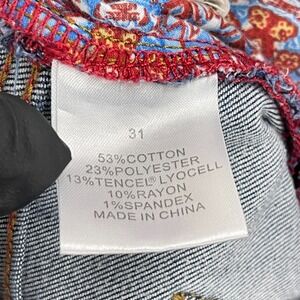 31
53%COTTON
23%POLYESTER
13%TENCEL® LYOCELL
10%RAYON
1%SPANDEX
MADE IN CHINA